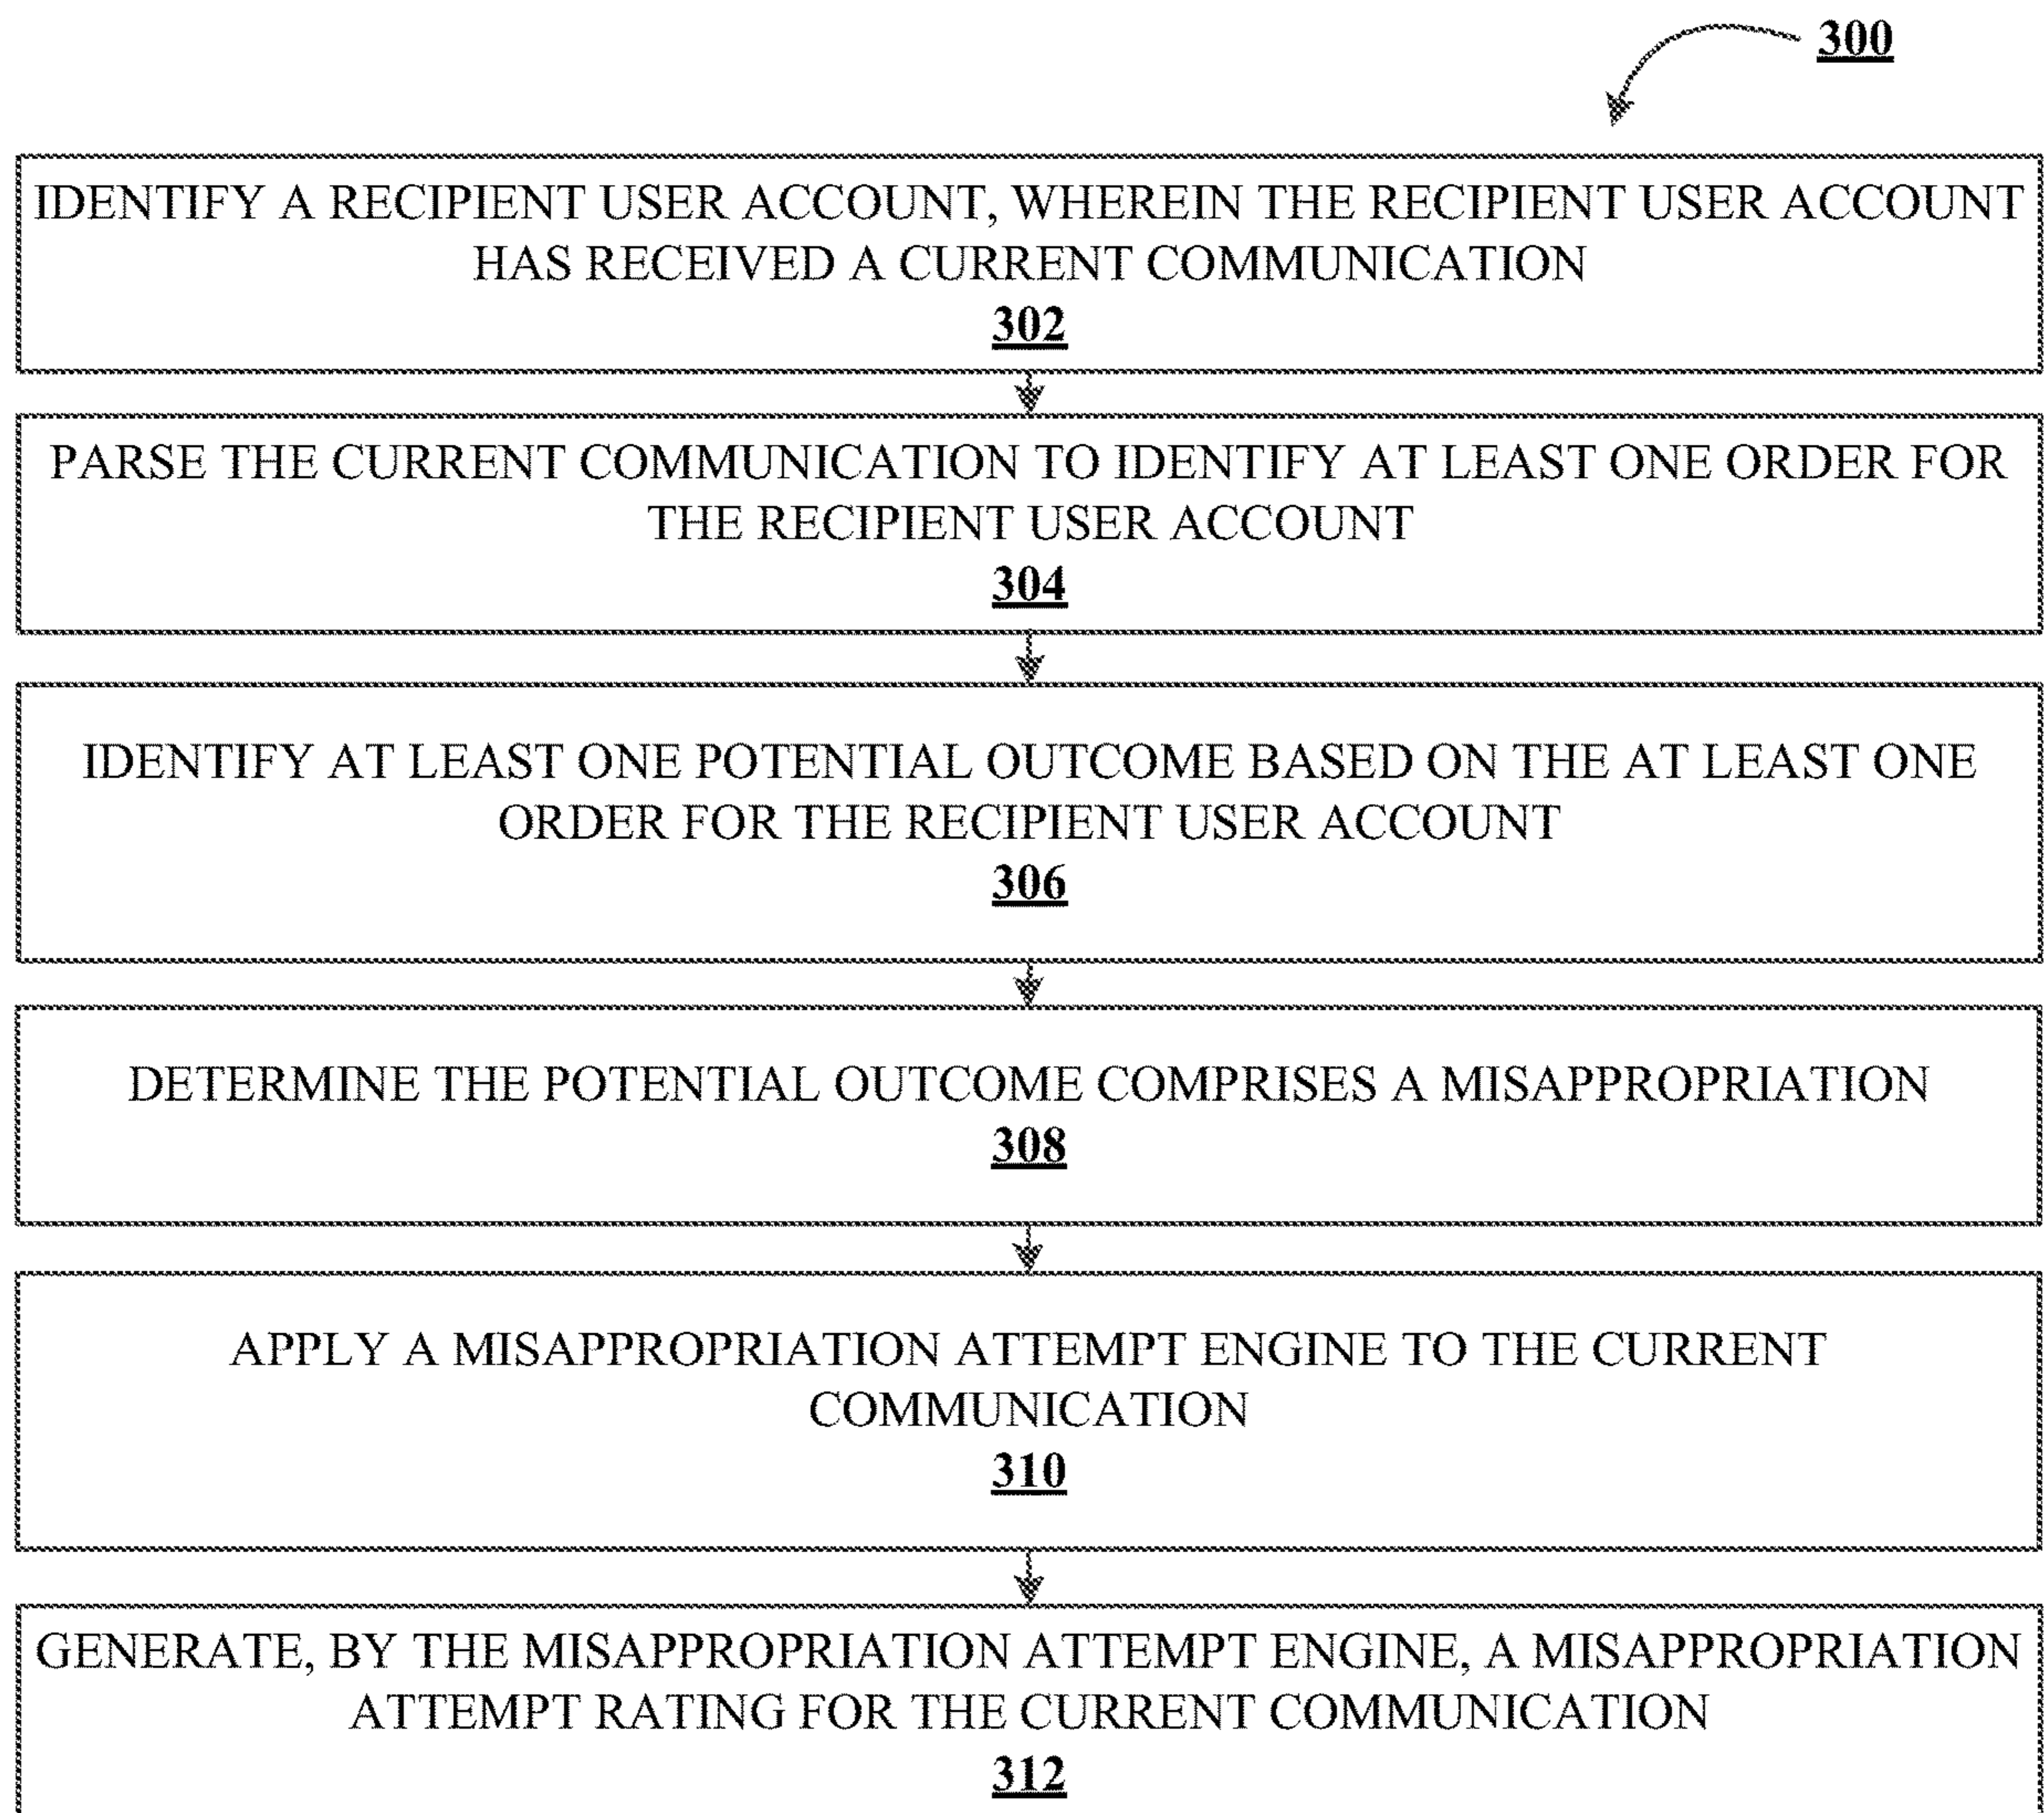 300
IDENTIFY A RECIPIENT USER ACCOUNT, WHEREIN THE RECIPIENT USER ACCOUNT
HAS RECEIVED A CURRENT COMMUNICATION
302
PARSE THE CURRENT COMMUNICATION TO IDENTIFY AT LEAST ONE ORDER FOR
THE RECIPIENT USER ACCOUNT
304
IDENTIFY AT LEAST ONE POTENTIAL OUTCOME BASED ON THE AT LEAST ONE
ORDER FOR THE RECIPIENT USER ACCOUNT
306
DETERMINE THE POTENTIAL OUTCOME COMPRISES A MISAPPROPRIATION
308
APPLY A MISAPPROPRIATION ATTEMPT ENGINE TO THE CURRENT
COMMUNICATION
310
GENERATE, BY THE MISAPPROPRIATION ATTEMPT ENGINE, A MISAPPROPRIATION
ATTEMPT RATING FOR THE CURRENT COMMUNICATION
312